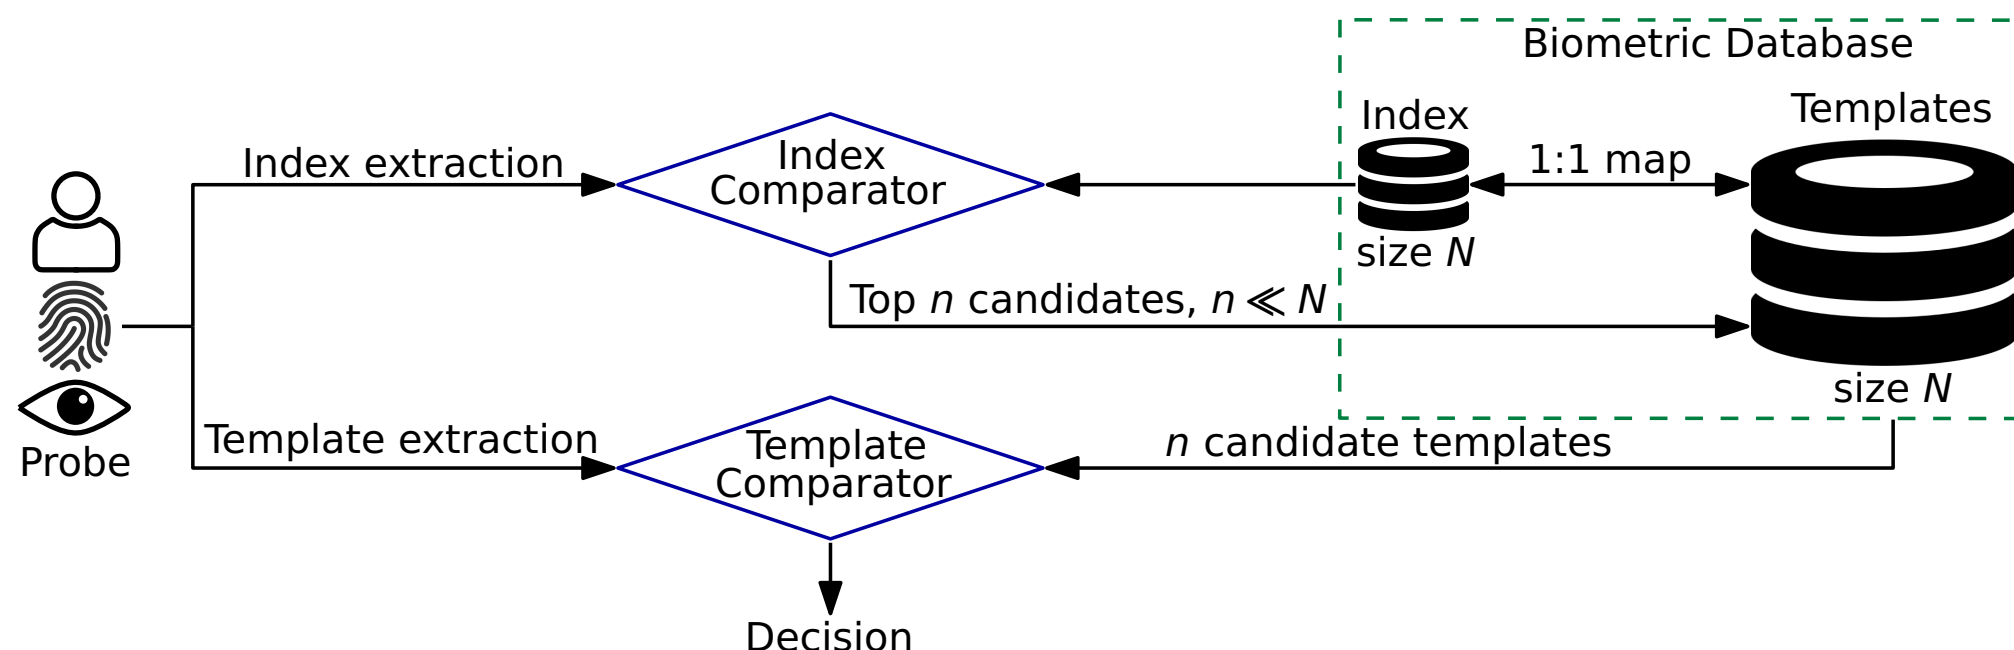 Biometric Database
Index
Templates
Index extraction
Index
Comparator
1:1 map
size N
Top n candidates, n ≪ N
size N
Probe
Template extraction
Template
Comparator
n candidate templates
Decision